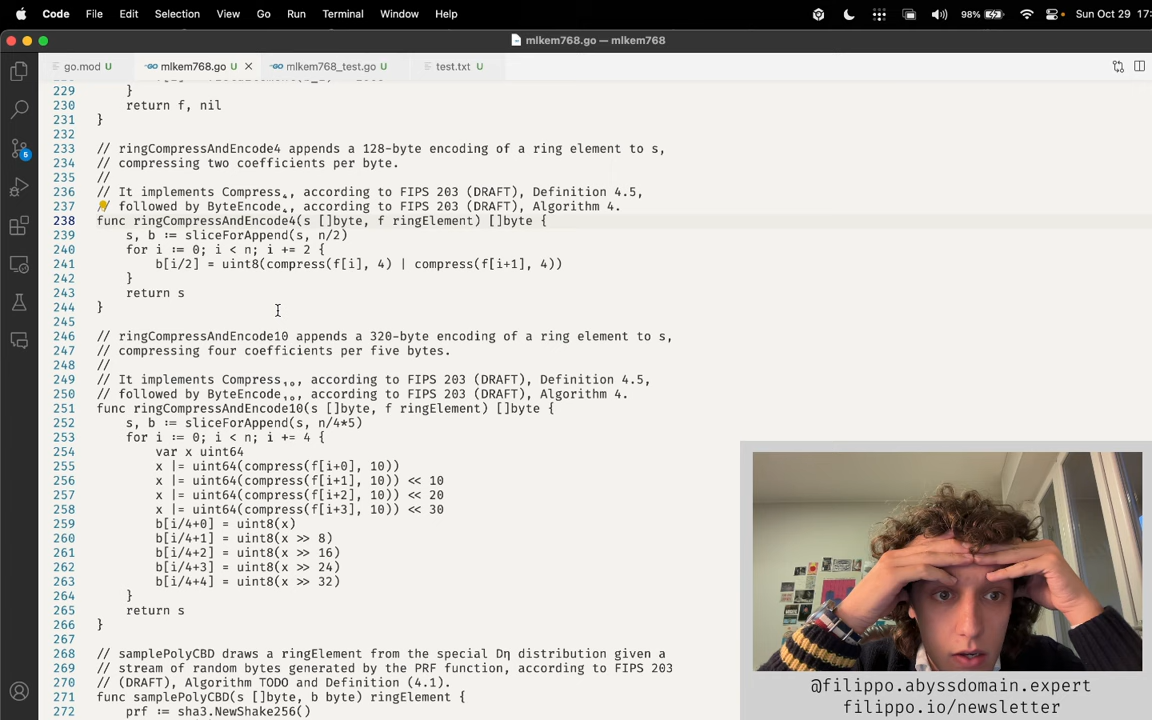 Code File Edit Selection View Go Run Terminal Window Help 98% Sun Oct 29 17:
mlkem768.go — mlkem768
go.mod U mlkem768.go U mlkem768_test.go U test.txt U
229 }
230 return f, nil
231 }
232
233 // ringCompressAndEncode4 appends a 128-byte encoding of a ring element to s,
234 // compressing two coefficients per byte.
235 //
236 // It implements Compress₄, according to FIPS 203 (DRAFT), Definition 4.5,
237 // followed by ByteEncode₄, according to FIPS 203 (DRAFT), Algorithm 4.
238 func ringCompressAndEncode4(s []byte, f ringElement) []byte {
239 s, b := sliceForAppend(s, n/2)
240 for i := 0; i < n; i += 2 {
241 b[i/2] = uint8(compress(f[i], 4) | compress(f[i+1], 4))
242 }
243 return s
244 }
245
246 // ringCompressAndEncode10 appends a 320-byte encoding of a ring element to s,
247 // compressing four coefficients per five bytes.
248 //
249 // It implements Compress₁₀, according to FIPS 203 (DRAFT), Definition 4.5,
250 // followed by ByteEncode₁₀, according to FIPS 203 (DRAFT), Algorithm 4.
251 func ringCompressAndEncode10(s []byte, f ringElement) []byte {
252 s, b := sliceForAppend(s, n/4*5)
253 for i := 0; i < n; i += 4 {
254 var x uint64
255 x |= uint64(compress(f[i+0], 10))
256 x |= uint64(compress(f[i+1], 10)) << 10
257 x |= uint64(compress(f[i+2], 10)) << 20
258 x |= uint64(compress(f[i+3], 10)) << 30
259 b[i/4+0] = uint8(x)
260 b[i/4+1] = uint8(x >> 8)
261 b[i/4+2] = uint8(x >> 16)
262 b[i/4+3] = uint8(x >> 24)
263 b[i/4+4] = uint8(x >> 32)
264 }
265 return s
266 }
267
268 // samplePolyCBD draws a ringElement from the special Dη distribution given a
269 // stream of random bytes generated by the PRF function, according to FIPS 203
270 // (DRAFT), Algorithm TODO and Definition (4.1).
271 func samplePolyCBD(s []byte, b byte) ringElement {
272 prf := sha3.NewShake256()
5
@filippo.abyssdomain.expert
filippo.io/newsletter